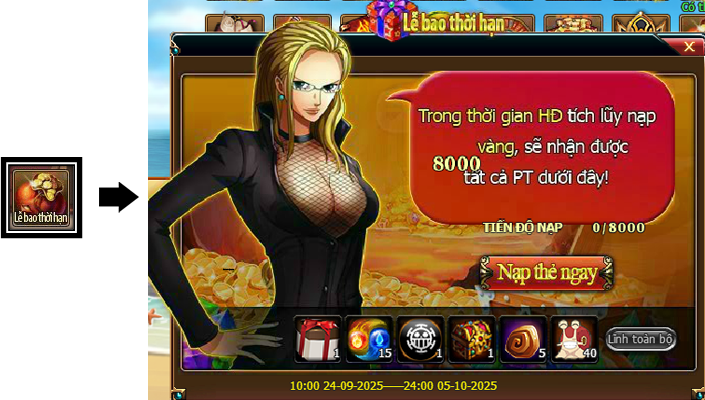 Lễ bao thời hạn
Có t
Lễ bao thời hạn
X
Trong thời gian HĐ tích lũy nạp
8000 vàng, sẽ nhận được
tất cả PT dưới đây!
TIẾN ĐỘ NẠP 0/8000
Nạp thẻ ngay
1 15 1 1 5 40
Lĩnh toàn bộ
10:00 24-09-2025——24:00 05-10-2025